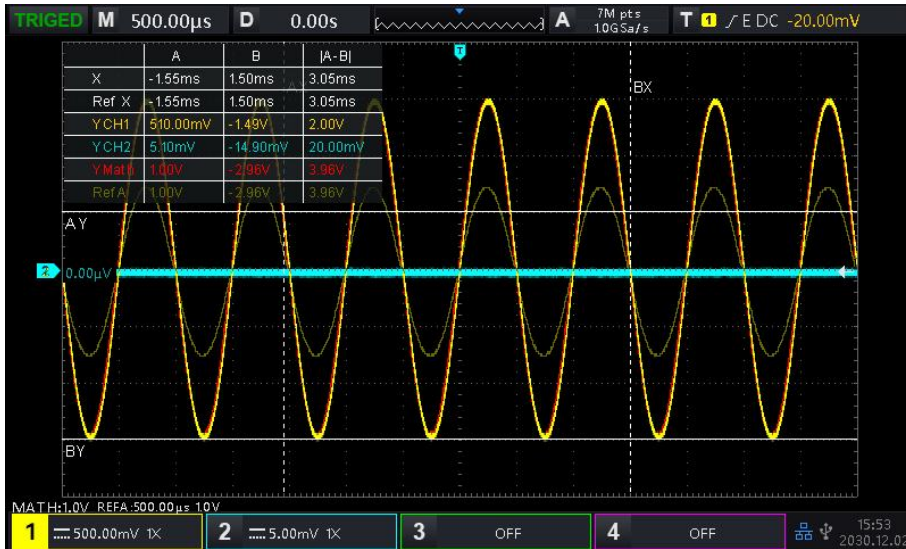 TRIGED M 500.00µs D 0.00s A 7M pts 1.0GSa/s T 1 E DC -20.00mV
T
A B |A-B|
X -1.55ms 1.50ms 3.05ms
Ref X -1.55ms 1.50ms 3.05ms
Y CH1 510.00mV -1.49V 2.00V
Y CH2 5.10mV -14.90mV 20.00mV
Y Math 1.00V -2.96V 3.96V
Ref A 1.00V -2.96V 3.96V
BX
AY
0.00µV
BY
MATH:1.0V REFA:500.00µs 1.0V
1 500.00mV 1X 2 5.00mV 1X 3 OFF 4 OFF 15:53
2030.12.02